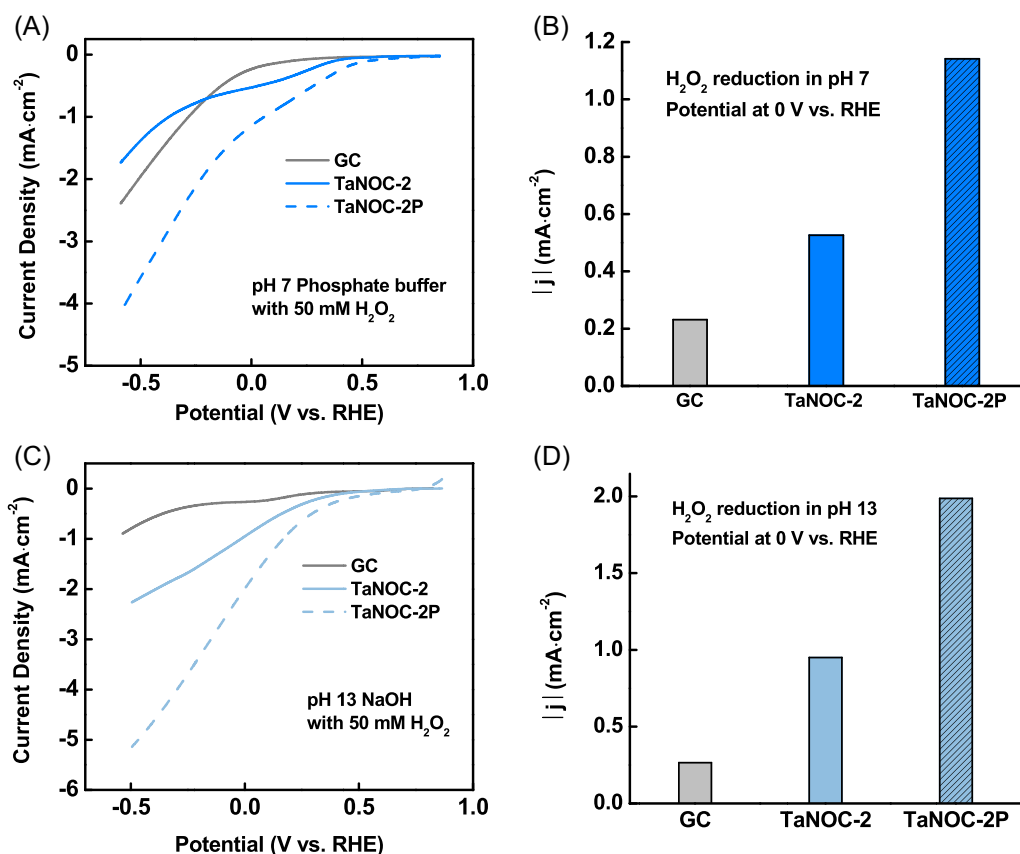 (A)
0
-1
-2
-3
-4
-5
Current Density (mA·cm⁻²)
GC
TaNOC-2
TaNOC-2P
pH 7 Phosphate buffer
with 50 mM H₂O₂
-0.5 0.0 0.5 1.0
Potential (V vs. RHE)
(B)
1.2
1.0
0.8
0.6
0.4
0.2
0.0
|j| (mA·cm⁻²)
H₂O₂ reduction in pH 7
Potential at 0 V vs. RHE
GC TaNOC-2 TaNOC-2P
(C)
0
-1
-2
-3
-4
-5
-6
Current Density (mA·cm⁻²)
GC
TaNOC-2
TaNOC-2P
pH 13 NaOH
with 50 mM H₂O₂
-0.5 0.0 0.5 1.0
Potential (V vs. RHE)
(D)
2.0
1.5
1.0
0.5
0.0
|j| (mA·cm⁻²)
H₂O₂ reduction in pH 13
Potential at 0 V vs. RHE
GC TaNOC-2 TaNOC-2P